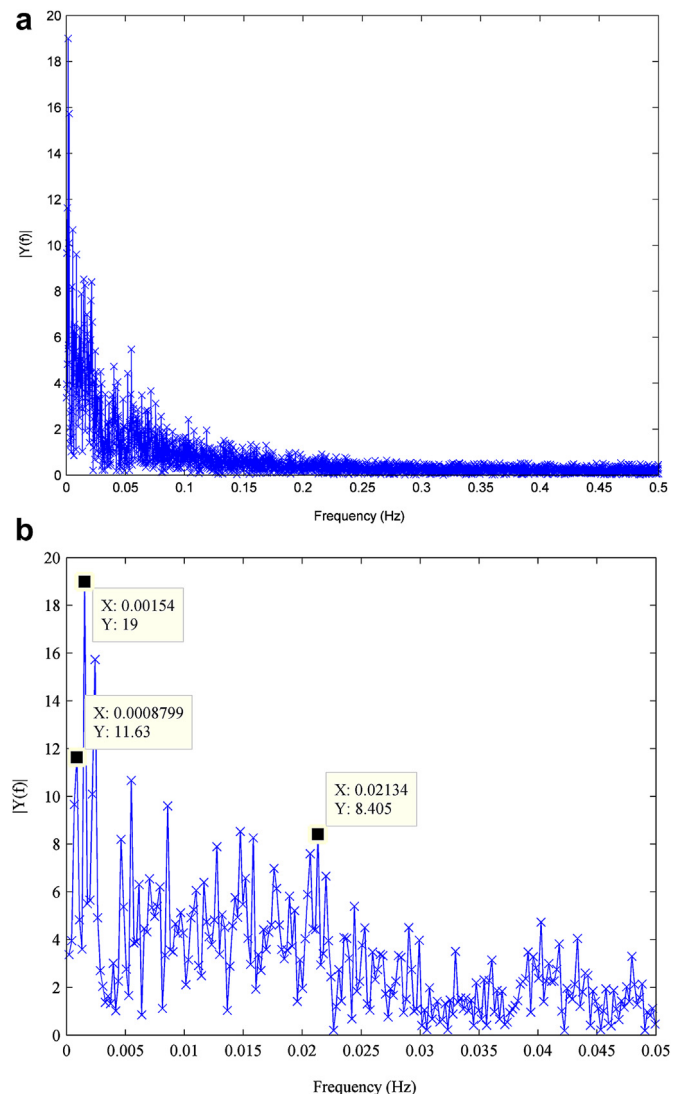 a
20
18
16
14
12
10
8
6
4
2
0
|Y(f)|
0 0.05 0.1 0.15 0.2 0.25 0.3 0.35 0.4 0.45 0.5
Frequency (Hz)
b
20
18
16
14
12
10
8
6
4
2
0
|Y(f)|
X: 0.00154
Y: 19
X: 0.0008799
Y: 11.63
X: 0.02134
Y: 8.405
0 0.005 0.01 0.015 0.02 0.025 0.03 0.035 0.04 0.045 0.05
Frequency (Hz)